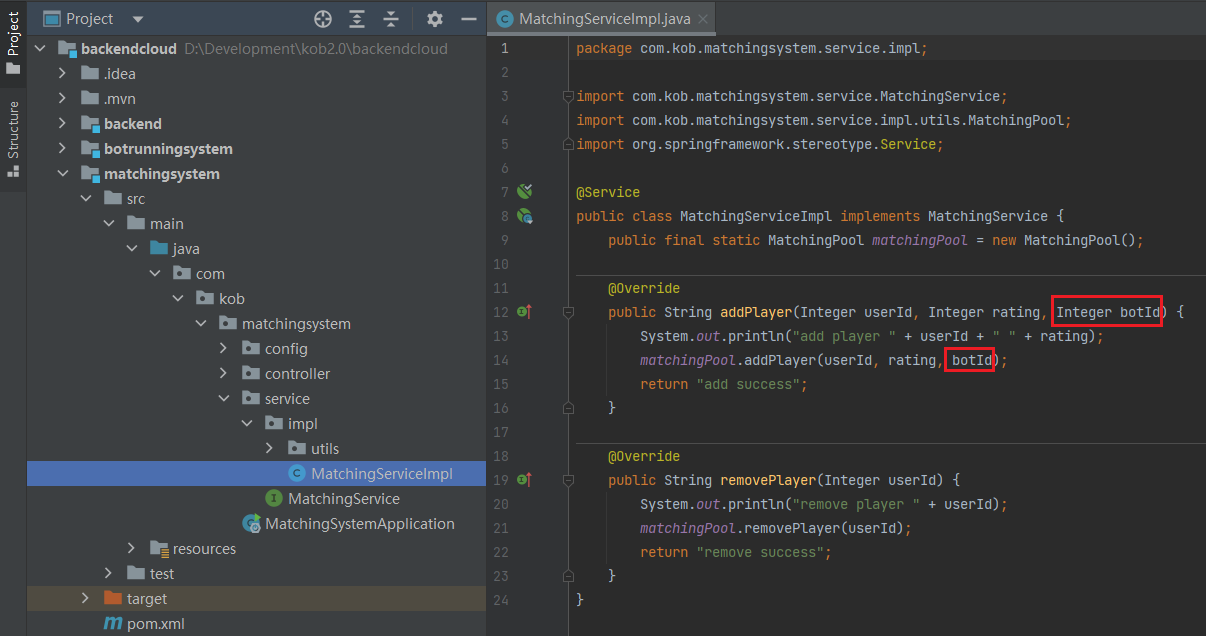 Project
Structure
Project
backendcloud D:\Development\kob2.0\backendcloud
.idea
.mvn
backend
botrunningsystem
matchingsystem
src
main
java
com
kob
matchingsystem
config
controller
service
impl
utils
MatchingServiceImpl
MatchingService
MatchingSystemApplication
resources
test
target
pom.xml
MatchingServiceImpl.java
1 package com.kob.matchingsystem.service.impl;
2
3 import com.kob.matchingsystem.service.MatchingService;
4 import com.kob.matchingsystem.service.impl.utils.MatchingPool;
5 import org.springframework.stereotype.Service;
6
7 @Service
8 public class MatchingServiceImpl implements MatchingService {
9 public final static MatchingPool matchingPool = new MatchingPool();
10
11 @Override
12 public String addPlayer(Integer userId, Integer rating, Integer botId) {
13 System.out.println("add player " + userId + " " + rating);
14 matchingPool.addPlayer(userId, rating, botId);
15 return "add success";
16 }
17
18 @Override
19 public String removePlayer(Integer userId) {
20 System.out.println("remove player " + userId);
21 matchingPool.removePlayer(userId);
22 return "remove success";
23 }
24 }